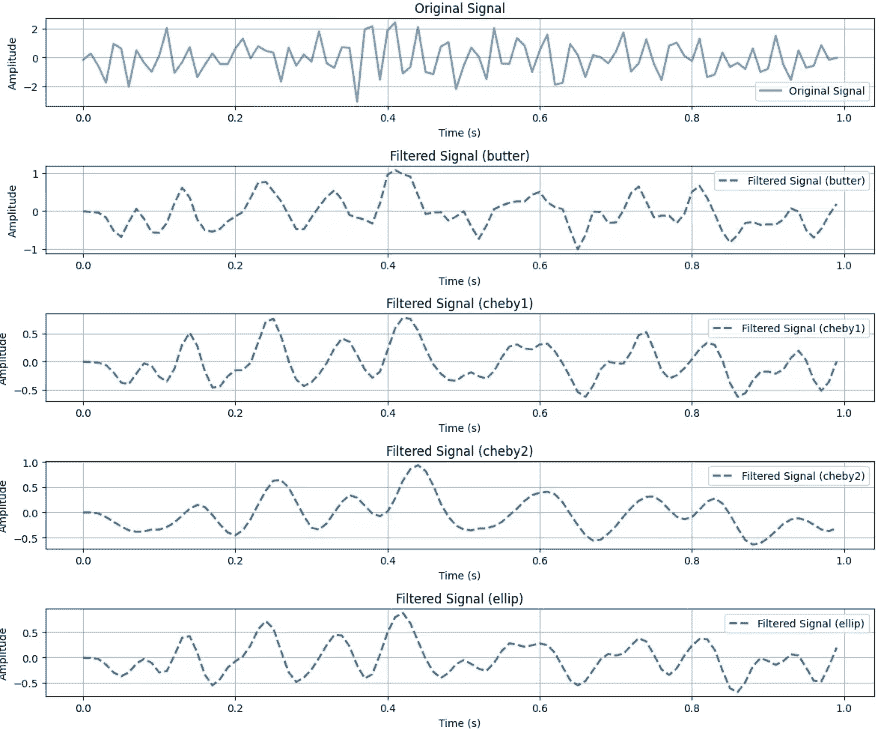 Original Signal
2
0
−2
Amplitude
Original Signal
0.0 0.2 0.4 0.6 0.8 1.0
Time (s)
Filtered Signal (butter)
1
0
−1
Amplitude
Filtered Signal (butter)
0.0 0.2 0.4 0.6 0.8 1.0
Time (s)
Filtered Signal (cheby1)
0.5
0.0
−0.5
Amplitude
Filtered Signal (cheby1)
0.0 0.2 0.4 0.6 0.8 1.0
Time (s)
Filtered Signal (cheby2)
1.0
0.5
0.0
−0.5
Amplitude
Filtered Signal (cheby2)
0.0 0.2 0.4 0.6 0.8 1.0
Time (s)
Filtered Signal (ellip)
0.5
0.0
−0.5
Amplitude
Filtered Signal (ellip)
0.0 0.2 0.4 0.6 0.8 1.0
Time (s)